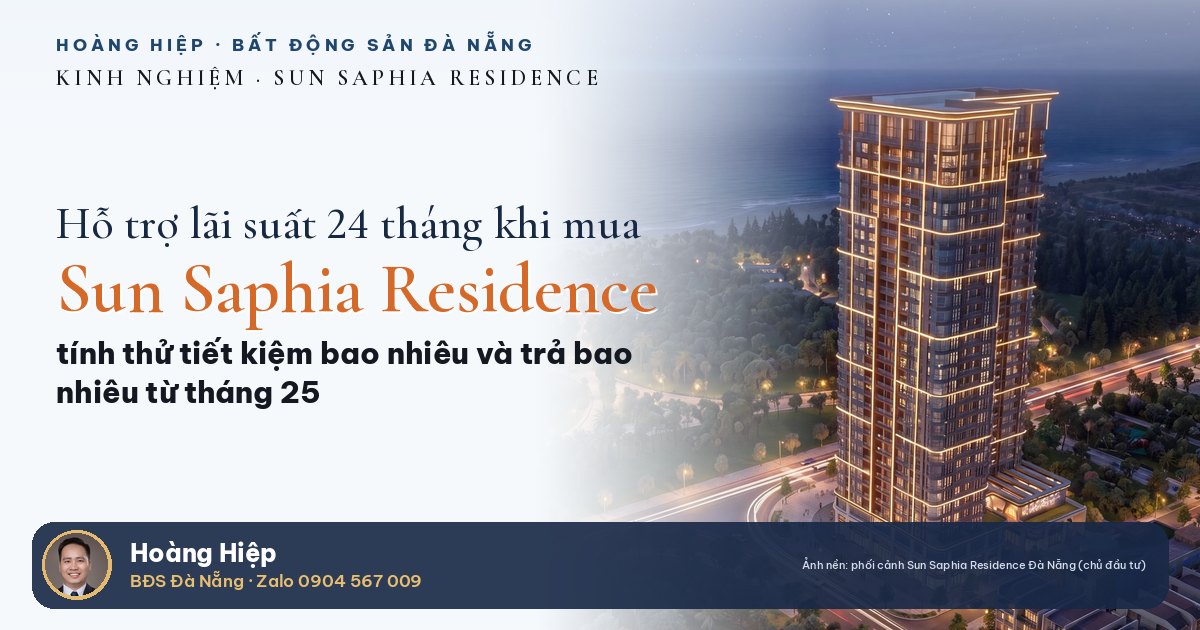 HOÀNG HIỆP · BẤT ĐỘNG SẢN ĐÀ NẴNG
KINH NGHIỆM · SUN SAPHIA RESIDENCE
Hỗ trợ lãi suất 24 tháng khi mua
Sun Saphia Residence
tính thử tiết kiệm bao nhiêu và trả bao
nhiêu từ tháng 25
Hoàng Hiệp
BĐS Đà Nẵng · Zalo 0904 567 009
Ảnh nền: phối cảnh Sun Saphia Residence Đà Nẵng (chủ đầu tư)